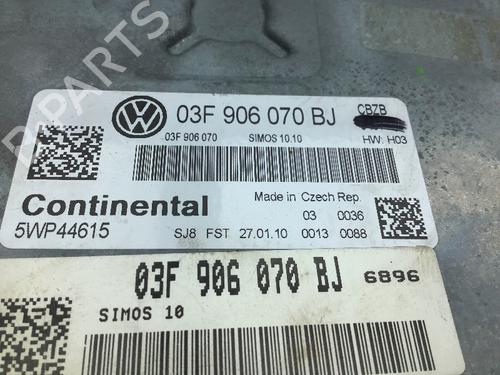 B-PARTS
03F 906 070 BJ CBZB
03F 906 070 SIMOS 10.10 HW: H03
Continental Made in Czech Rep.
03 0036
5WP44615 SJ8 FST 27.01.10 0013 0088
03F 906 070 BJ 6896
SIMOS 10